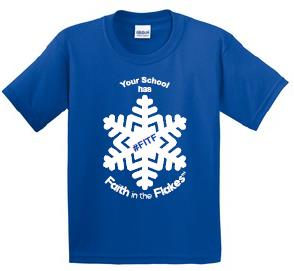 Your School
has
#FITF
Faith in the Flakes™